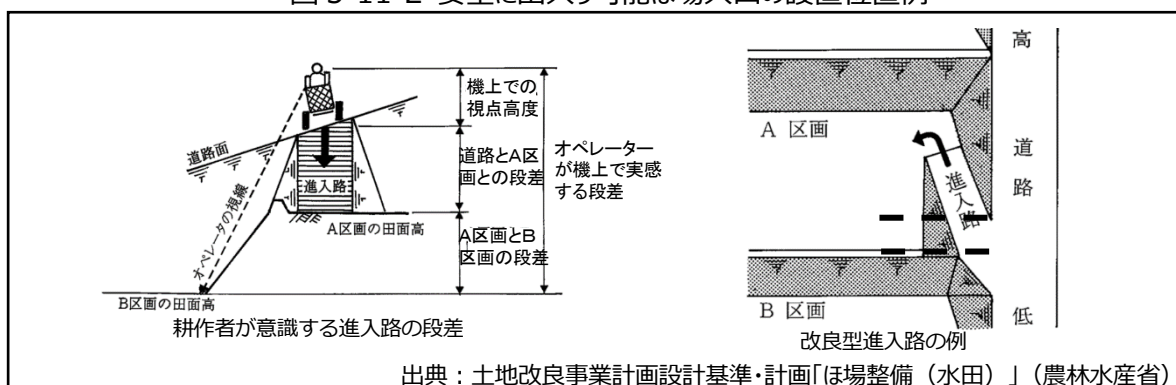 図 3-11-2 安全に出入り可能ほ場入口の設置位置例
機上での
視点高度
道路面
オペレータの視線
進入路
道路とA区
画との段差
オペレーター
が機上で実感
する段差
A区画の田面高
A区画とB
区画の段差
B区画の田面高
耕作者が意識する進入路の段差
高
A 区画
道
路
進入路
B 区画
低
改良型進入路の例
出典:土地改良事業計画設計基準・計画「ほ場整備(水田)」(農林水産省)